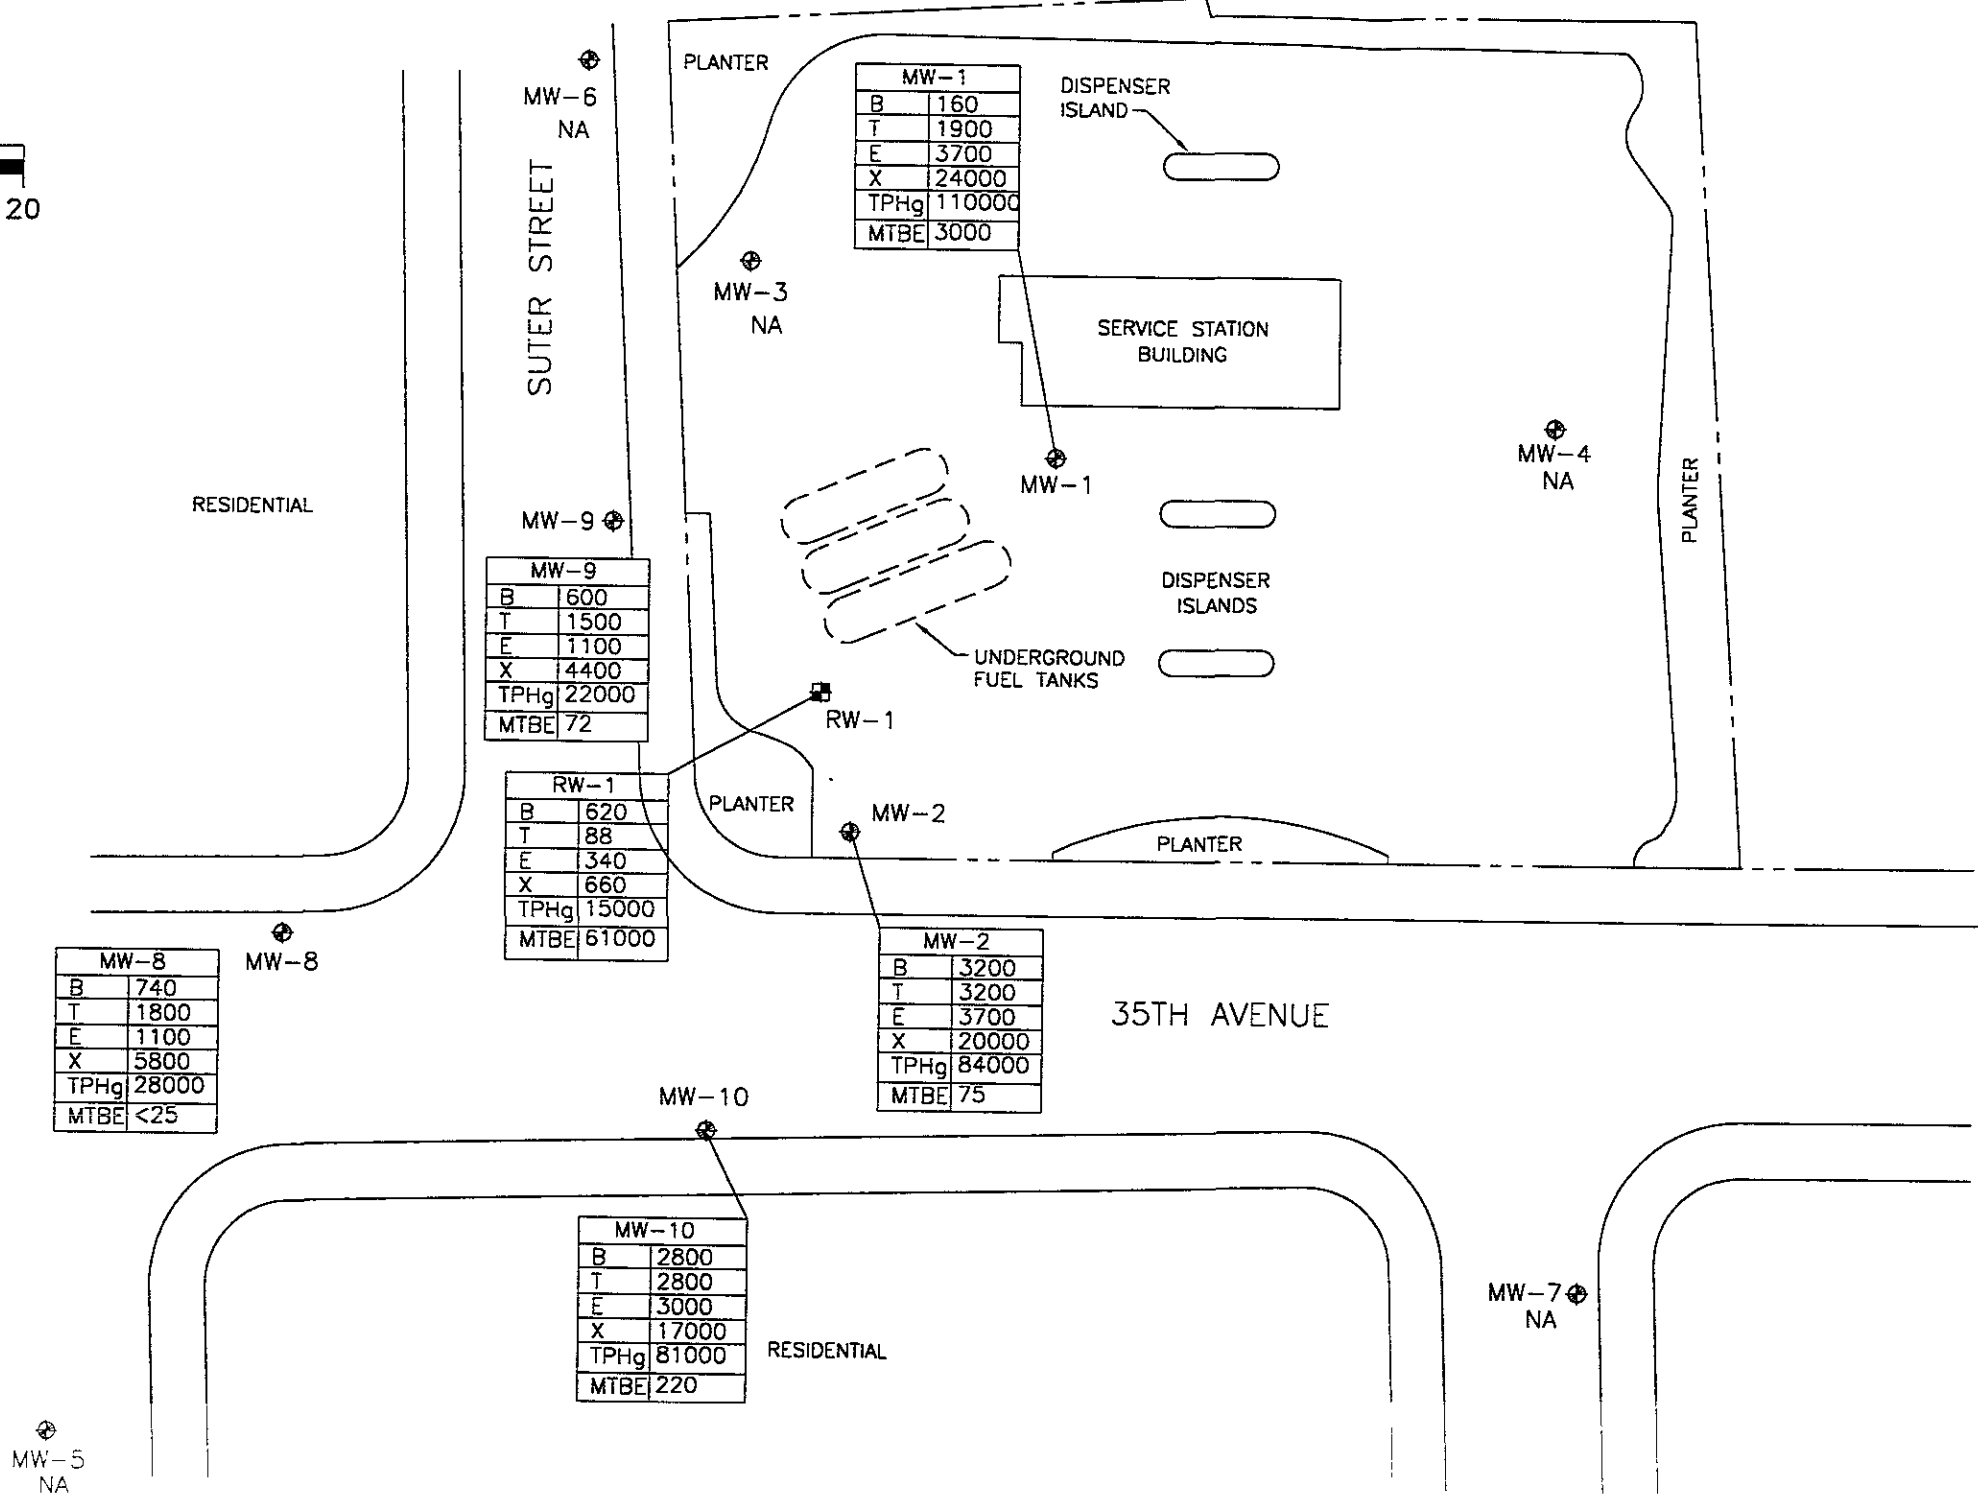 20
MW-6
NA
SUTER STREET
PLANTER
MW-1
B 160
T 1900
E 3700
X 24000
TPHg 110000
MTBE 3000
DISPENSER
ISLAND
MW-3
NA
SERVICE STATION
BUILDING
MW-1
MW-4
NA
PLANTER
RESIDENTIAL
MW-9
MW-9
B 600
T 1500
E 1100
X 4400
TPHg 22000
MTBE 72
DISPENSER
ISLANDS
UNDERGROUND
FUEL TANKS
RW-1
RW-1
B 620
T 88
E 340
X 660
TPHg 15000
MTBE 61000
PLANTER
MW-2
PLANTER
MW-8
MW-8
B 740
T 1800
E 1100
X 5800
TPHg 28000
MTBE <25
MW-2
B 3200
T 3200
E 3700
X 20000
TPHg 84000
MTBE 75
35TH AVENUE
MW-10
MW-10
B 2800
T 2800
E 3000
X 17000
TPHg 81000
MTBE 220
RESIDENTIAL
MW-7
NA
MW-5
NA